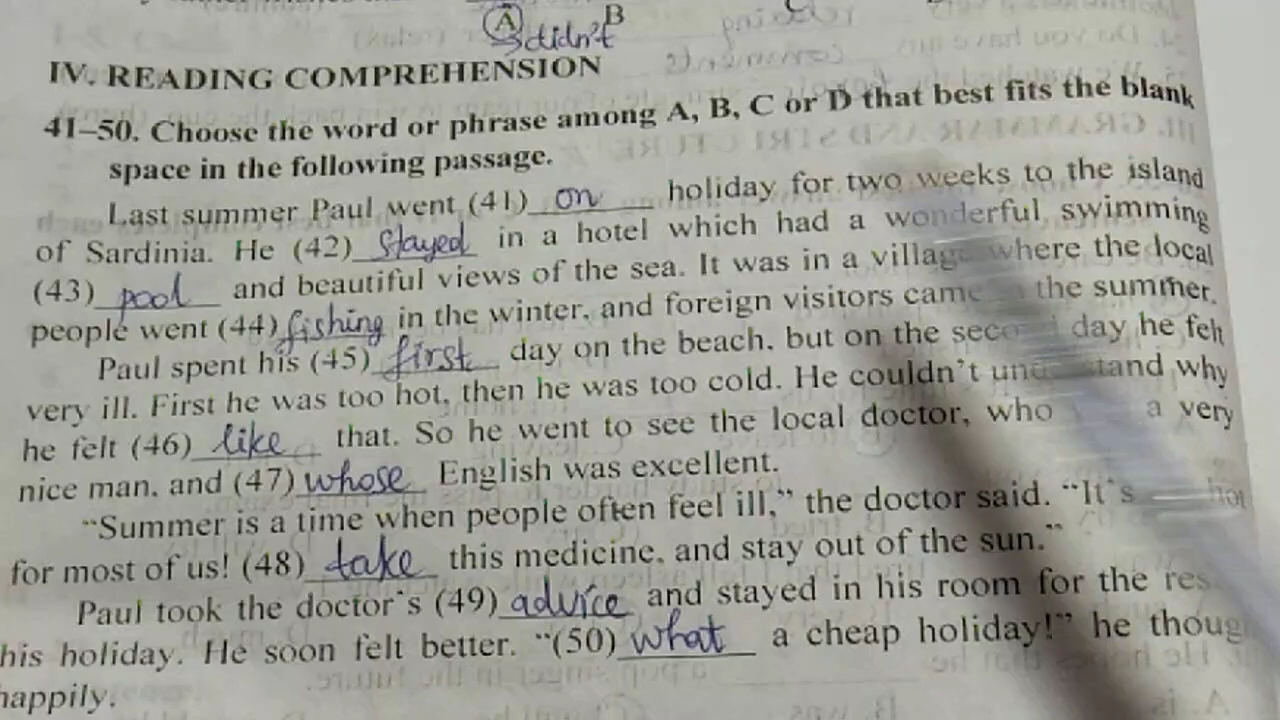 A B
didn't
IV. READING COMPREHENSION
41–50. Choose the word or phrase among A, B, C or D that best fits the blank
space in the following passage.
Last summer Paul went (41) on holiday for two weeks to the island
of Sardinia. He (42) stayed in a hotel which had a wonderful swimming
(43) pool and beautiful views of the sea. It was in a village where the local
people went (44) fishing in the winter, and foreign visitors came the summer.
Paul spent his (45) first day on the beach, but on the day he felt
very ill. First he was too hot, then he was too cold. He couldn't why
he felt (46) like that. So he went to see the local doctor, who a very
nice man, and (47) whose English was excellent.
"Summer is a time when people often feel ill," the doctor said. "It's hot
for most of us! (48) take this medicine, and stay out of the sun."
Paul took the doctor's (49) advice and stayed in his room for the
his holiday. He soon felt better. "(50) what a cheap holiday!" he
happily.